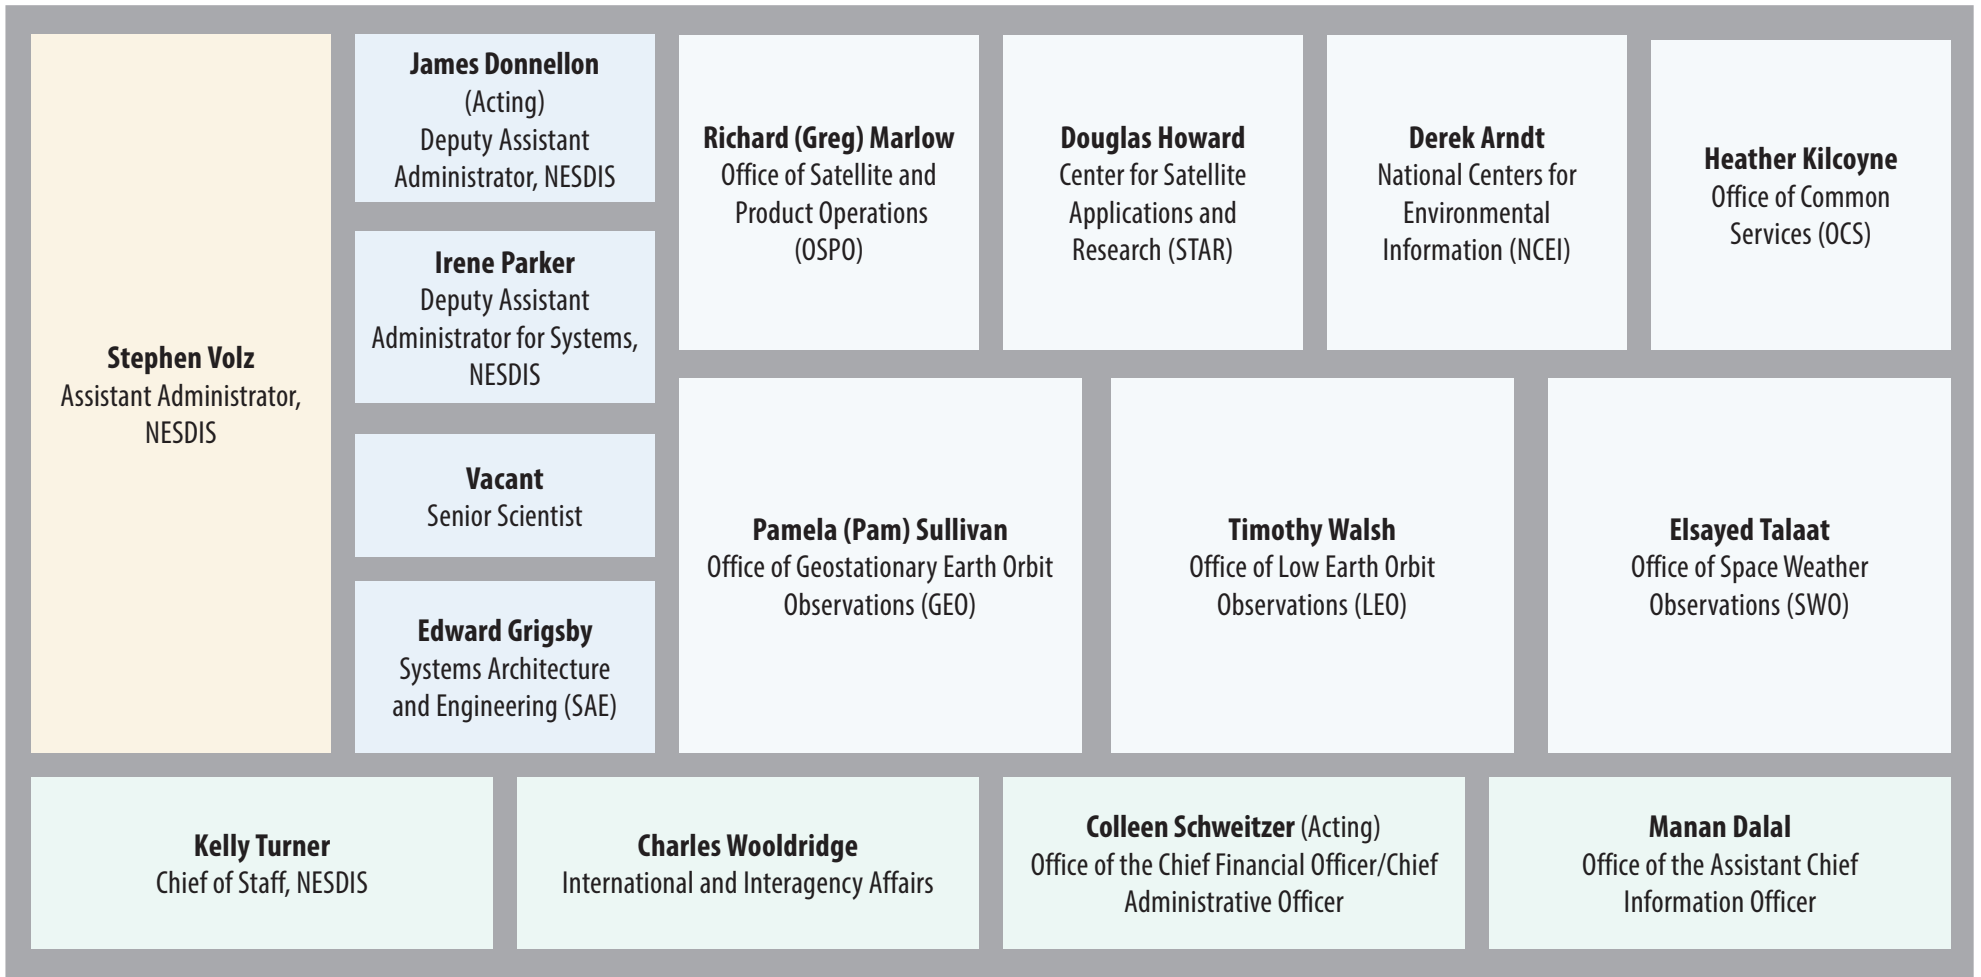 Stephen Volz
Assistant Administrator,
NESDIS
James Donnellon
(Acting)
Deputy Assistant
Administrator, NESDIS
Irene Parker
Deputy Assistant
Administrator for Systems,
NESDIS
Vacant
Senior Scientist
Edward Grigsby
Systems Architecture
and Engineering (SAE)
Richard (Greg) Marlow
Office of Satellite and
Product Operations
(OSPO)
Douglas Howard
Center for Satellite
Applications and
Research (STAR)
Derek Arndt
National Centers for
Environmental
Information (NCEI)
Heather Kilcoyne
Office of Common
Services (OCS)
Pamela (Pam) Sullivan
Office of Geostationary Earth Orbit
Observations (GEO)
Timothy Walsh
Office of Low Earth Orbit
Observations (LEO)
Elsayed Talaat
Office of Space Weather
Observations (SWO)
Kelly Turner
Chief of Staff, NESDIS
Charles Wooldridge
International and Interagency Affairs
Colleen Schweitzer (Acting)
Office of the Chief Financial Officer/Chief
Administrative Officer
Manan Dalal
Office of the Assistant Chief
Information Officer